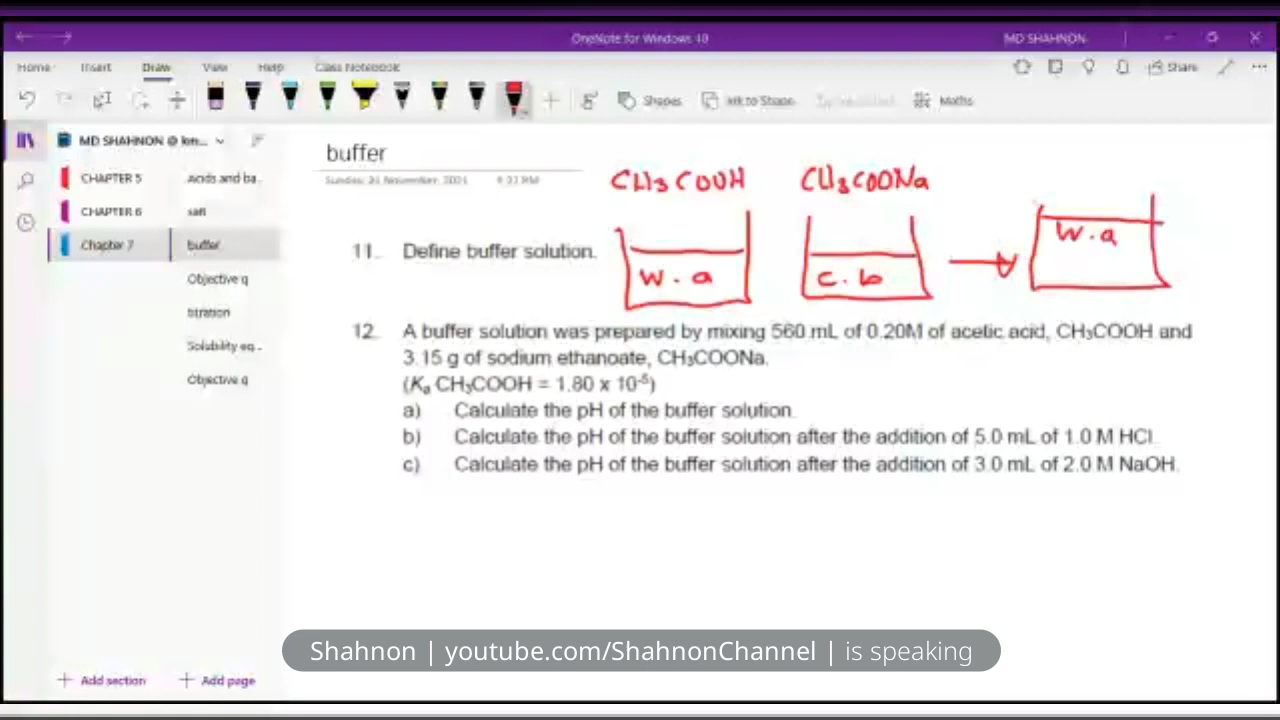 OneNote for Windows 10
MD SHAHNON
Home Insert Draw View Help Class Notebook
Share
Shapes Ink to Shape Maths
MD SHAHNON @ km...
CHAPTER 5 Acids and ba..
CHAPTER 6 salt
Chapter 7 buffer
Objective q
titration
Solubility eq..
Objective q
Add section Add page
buffer
Sunday, 21 November, 2021
CH3COOH CH3COONa
w.a c.b w.a
11. Define buffer solution.
12. A buffer solution was prepared by mixing 560 mL of 0.20M of acetic acid, CH₃COOH and
3.15 g of sodium ethanoate, CH₃COONa.
(Kₐ CH₃COOH = 1.80 x 10⁻⁵)
a) Calculate the pH of the buffer solution.
b) Calculate the pH of the buffer solution after the addition of 5.0 mL of 1.0 M HCl.
c) Calculate the pH of the buffer solution after the addition of 3.0 mL of 2.0 M NaOH.
Shahnon | youtube.com/ShahnonChannel | is speaking